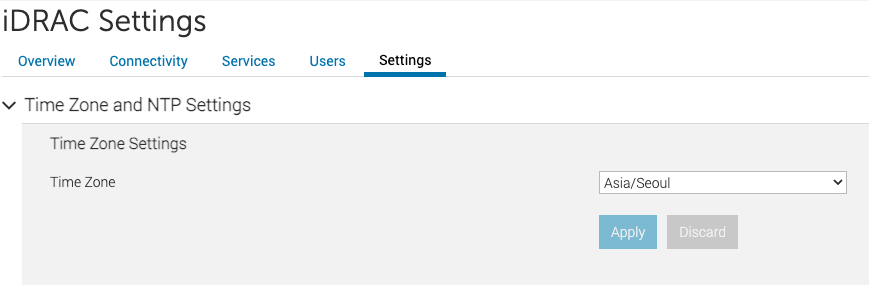 iDRAC Settings
Overview Connectivity Services Users Settings
Time Zone and NTP Settings
Time Zone Settings
Time Zone Asia/Seoul
Apply Discard